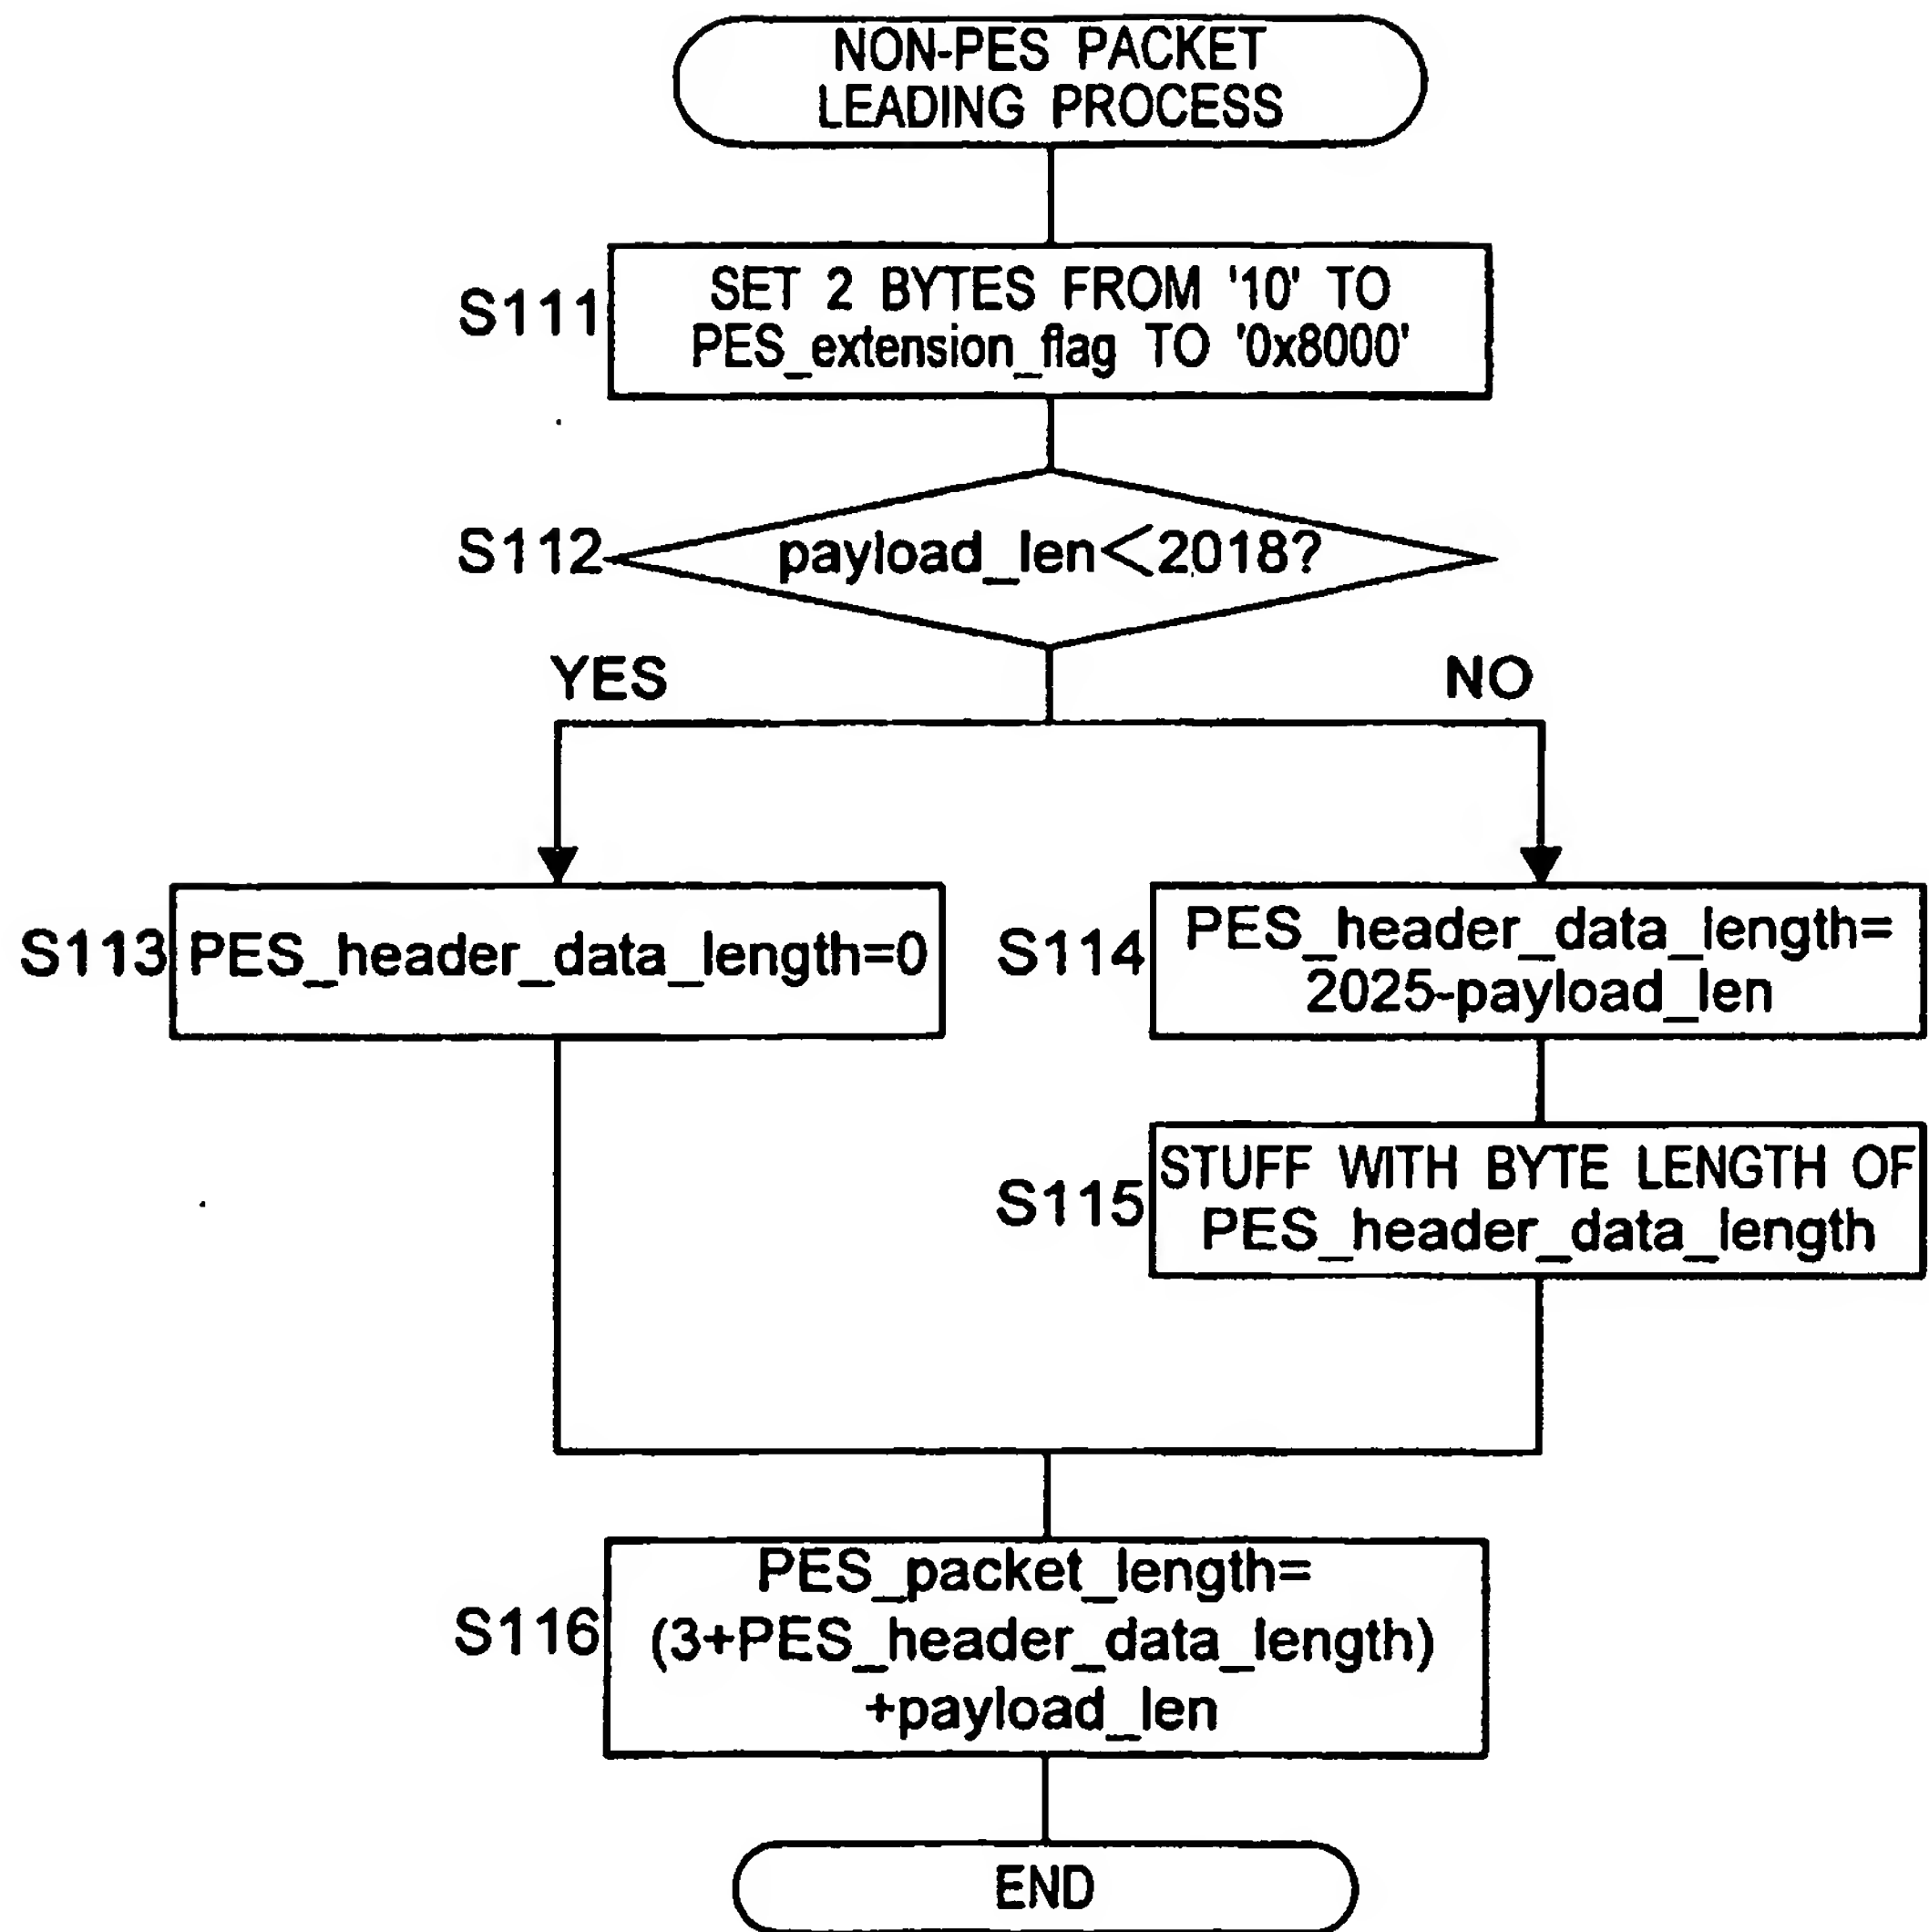 NON-PES PACKET
LEADING PROCESS
S111
SET 2 BYTES FROM '10' TO
PES_extension_flag TO '0x8000'
S112
payload_len<2018?
YES
NO
S113
PES_header_data_length=0
S114
PES_header_data_length=
2025-payload_len
S115
STUFF WITH BYTE LENGTH OF
PES_header_data_length
S116
PES_packet_length=
(3+PES_header_data_length)
+payload_len
END